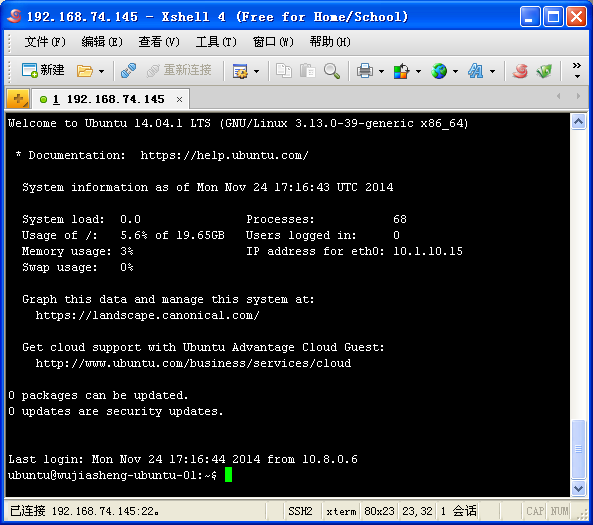 192.168.74.145 - Xshell 4 (Free for Home/School)
文件(F) 编辑(E) 查看(V) 工具(T) 窗口(W) 帮助(H)
新建 重新连接
1 192.168.74.145
Welcome to Ubuntu 14.04.1 LTS (GNU/Linux 3.13.0-39-generic x86_64)
* Documentation: https://help.ubuntu.com/
System information as of Mon Nov 24 17:16:43 UTC 2014
System load: 0.0 Processes: 68
Usage of /: 5.6% of 19.65GB Users logged in: 0
Memory usage: 3% IP address for eth0: 10.1.10.15
Swap usage: 0%
Graph this data and manage this system at:
https://landscape.canonical.com/
Get cloud support with Ubuntu Advantage Cloud Guest:
http://www.ubuntu.com/business/services/cloud
0 packages can be updated.
0 updates are security updates.
Last login: Mon Nov 24 17:16:44 2014 from 10.8.0.6
ubuntu@wujiasheng-ubuntu-01:~$
已连接 192.168.74.145:22。 SSH2 xterm 80x23 23,32 1 会话 CAP NUM